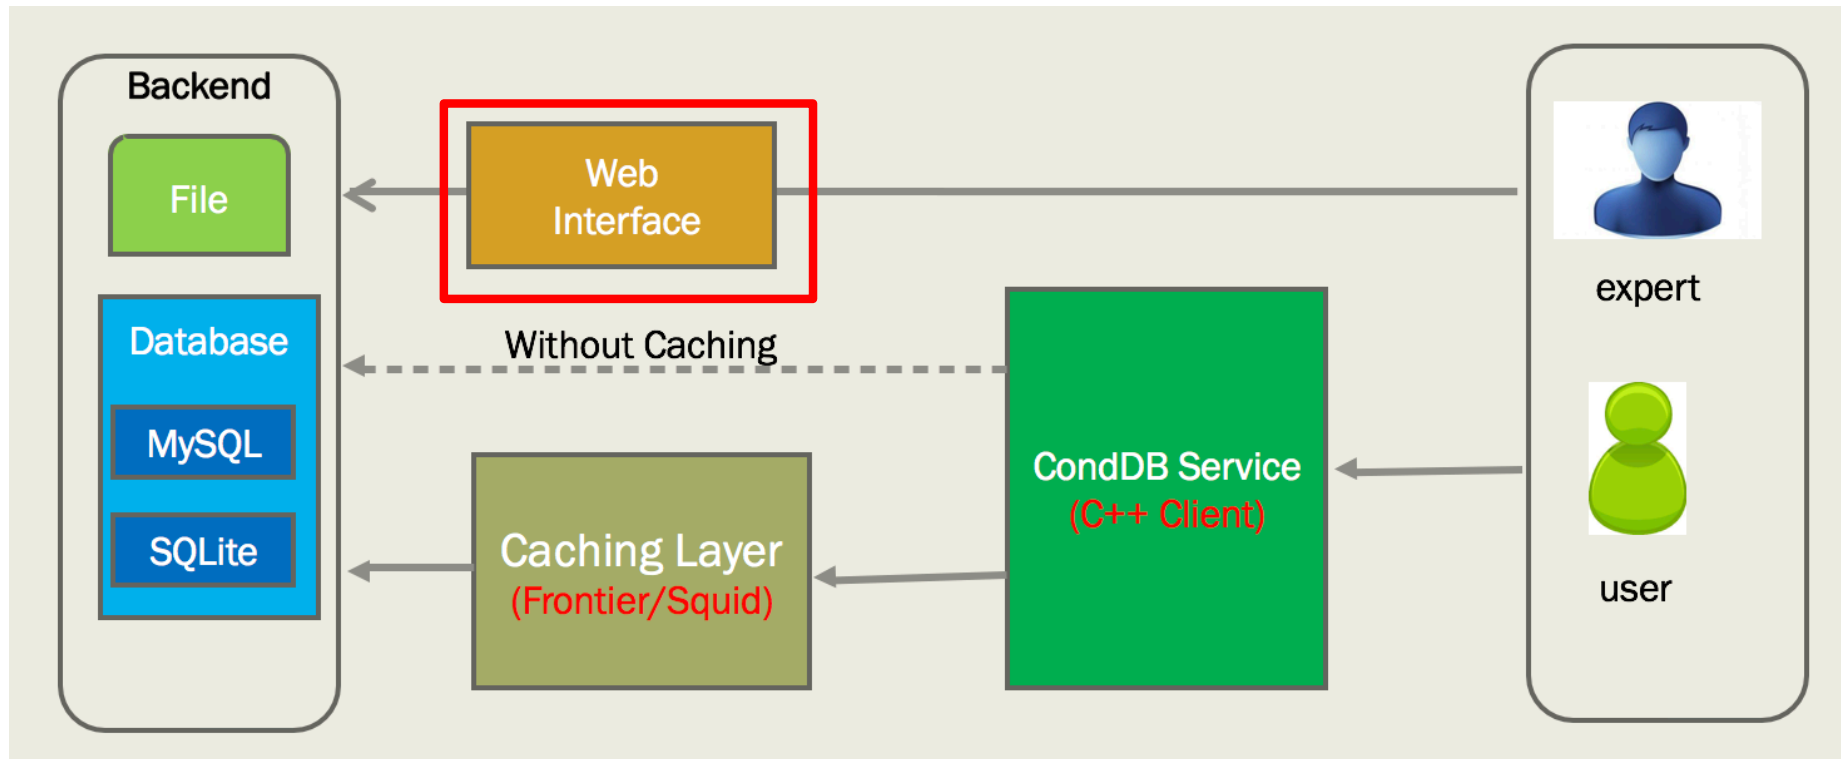 Backend
File
Web
Interface
expert
Without Caching
Database
MySQL
SQLite
Caching Layer
(Frontier/Squid)
CondDB Service
(C++ Client)
user